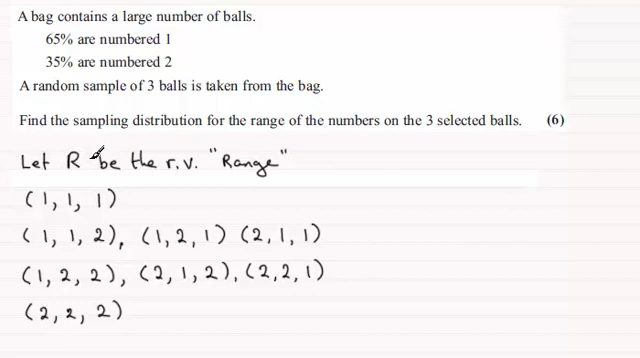 A bag contains a large number of balls.
65% are numbered 1
35% are numbered 2
A random sample of 3 balls is taken from the bag.
Find the sampling distribution for the range of the numbers on the 3 selected balls. (6)
Let R be the r.v. "Range"
(1, 1, 1)
(1, 1, 2), (1, 2, 1) (2, 1, 1)
(1, 2, 2), (2, 1, 2), (2, 2, 1)
(2, 2, 2)